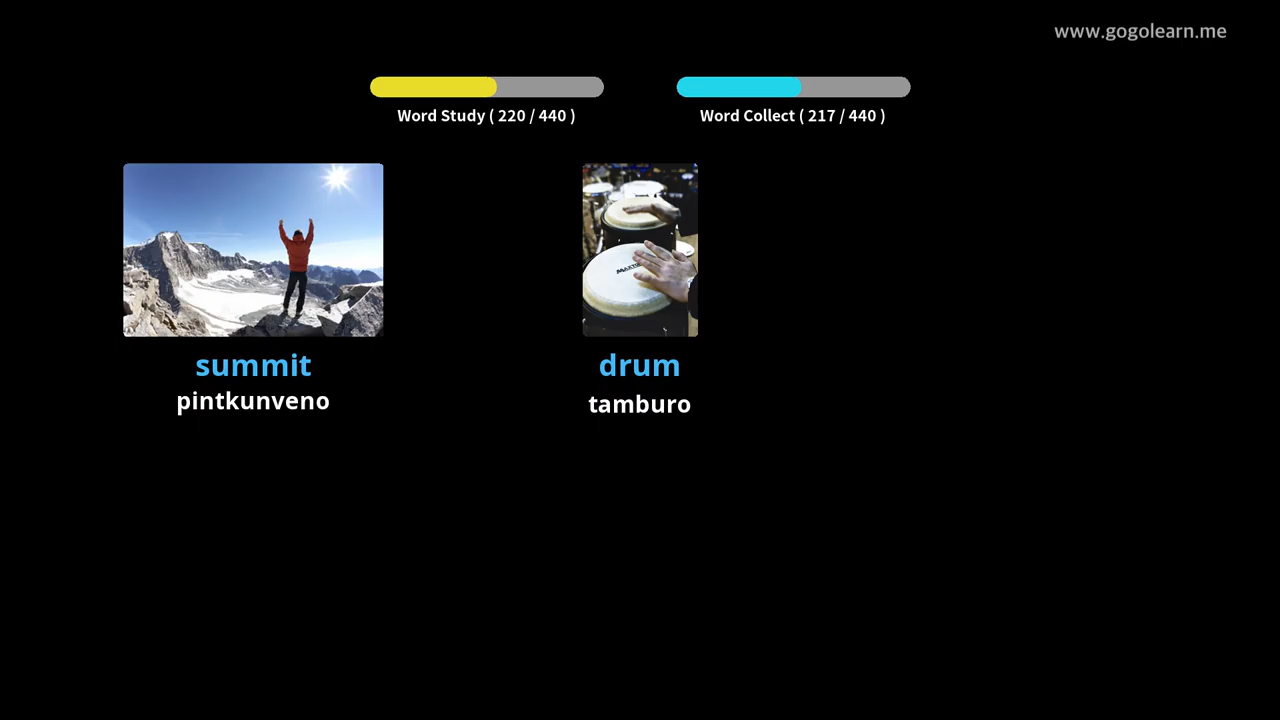 www.gogolearn.me
Word Study ( 220 / 440 )
Word Collect ( 217 / 440 )
summit
pintkunveno
drum
tamburo